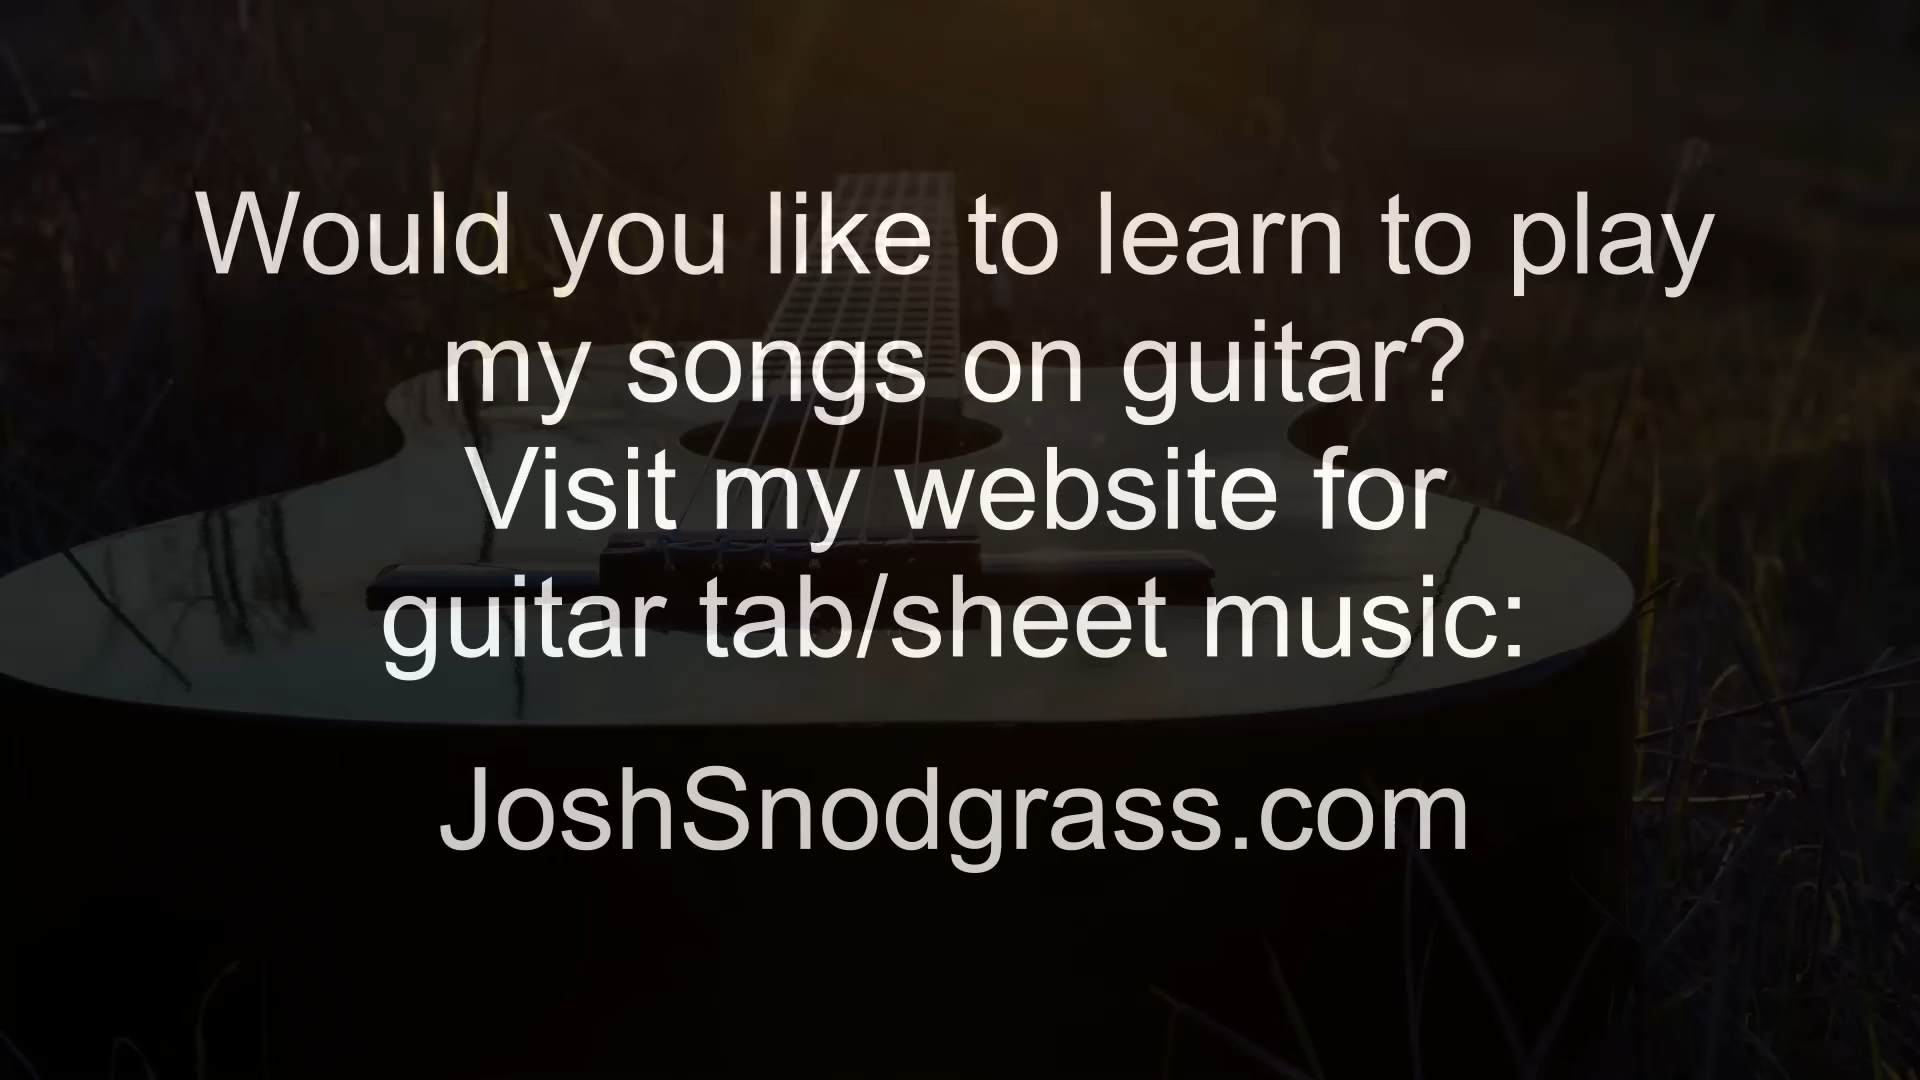 Would you like to learn to play
my songs on guitar?
Visit my website for
guitar tab/sheet music:
JoshSnodgrass.com